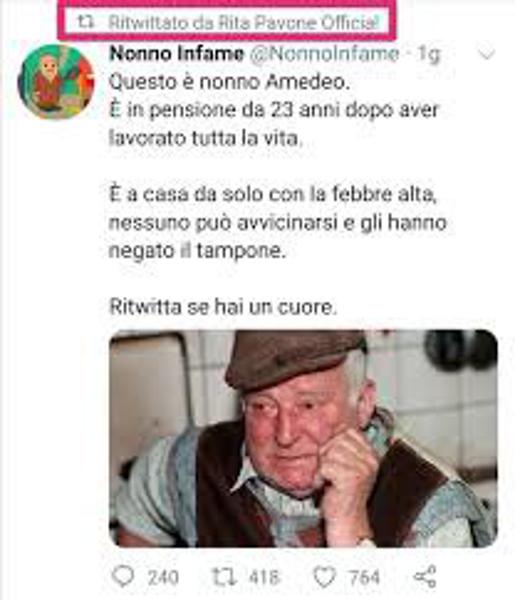 Ritwittato da Rita Pavone Official
Nonno Infame @NonnoInfame · 1g
Questo è nonno Amedeo.
È in pensione da 23 anni dopo aver
lavorato tutta la vita.
È a casa da solo con la febbre alta,
nessuno può avvicinarsi e gli hanno
negato il tampone.
Ritwitta se hai un cuore.
240 418 764